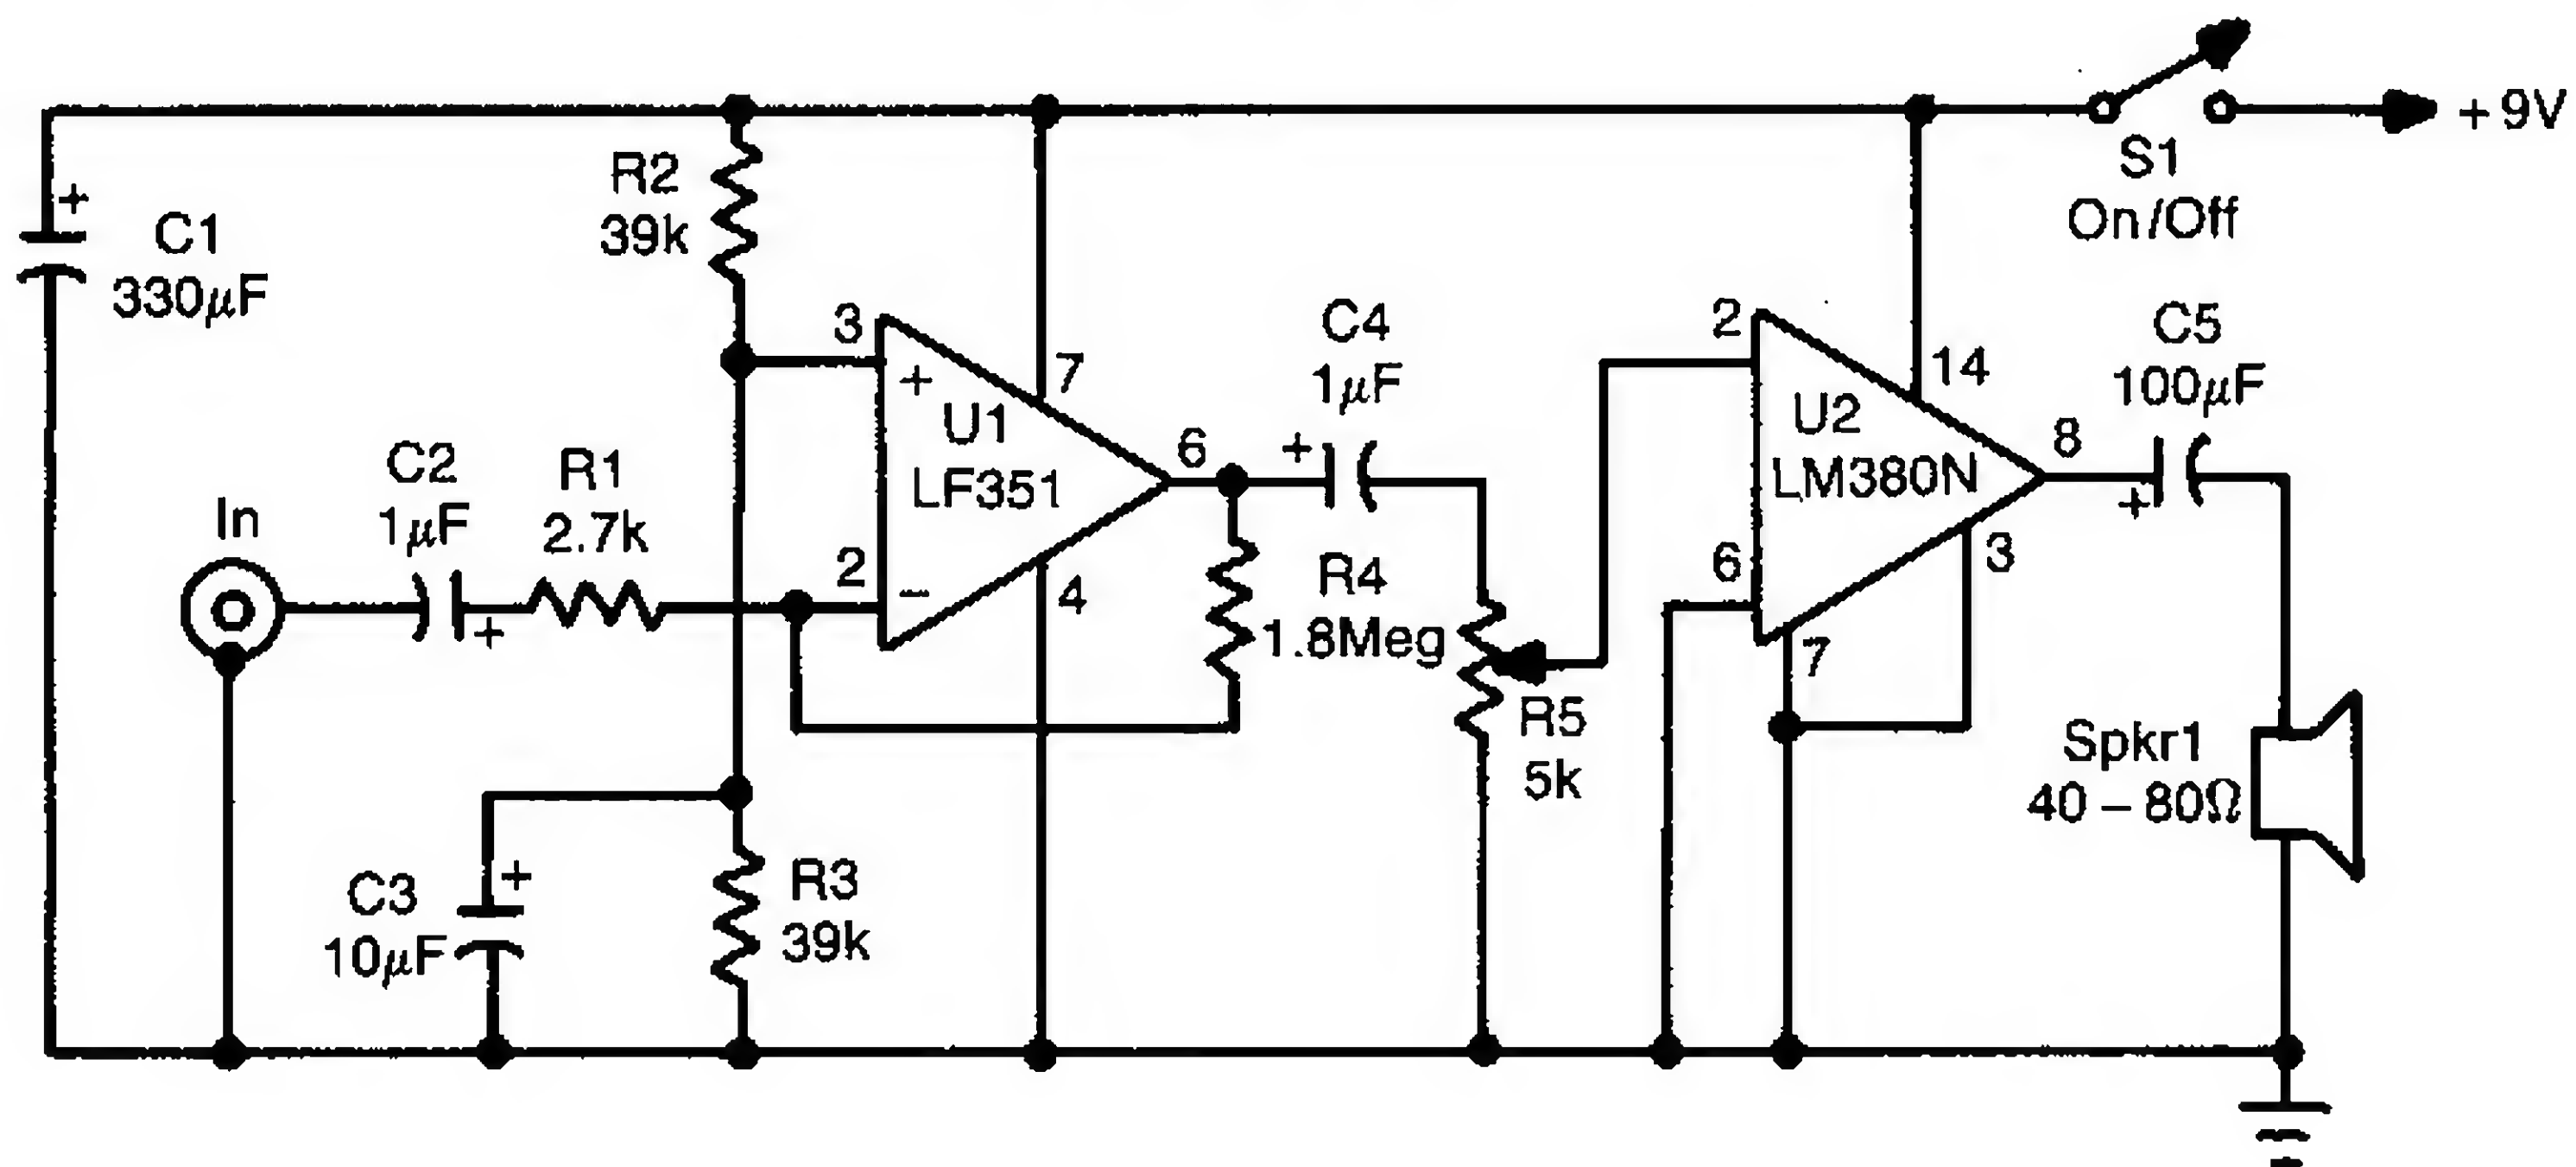 +9V
S1
On/Off
R2
39k
+
C1
330μF
3
+
7
U1
LF351
C4
1μF
+
6
2
14
U2
LM380N
C5
100μF
8
+
C2
1μF
+
R1
2.7k
In
2
–
4
R4
1.8Meg
6
3
7
R5
5k
Spkr1
40 – 80Ω
C3
10μF
+
R3
39k